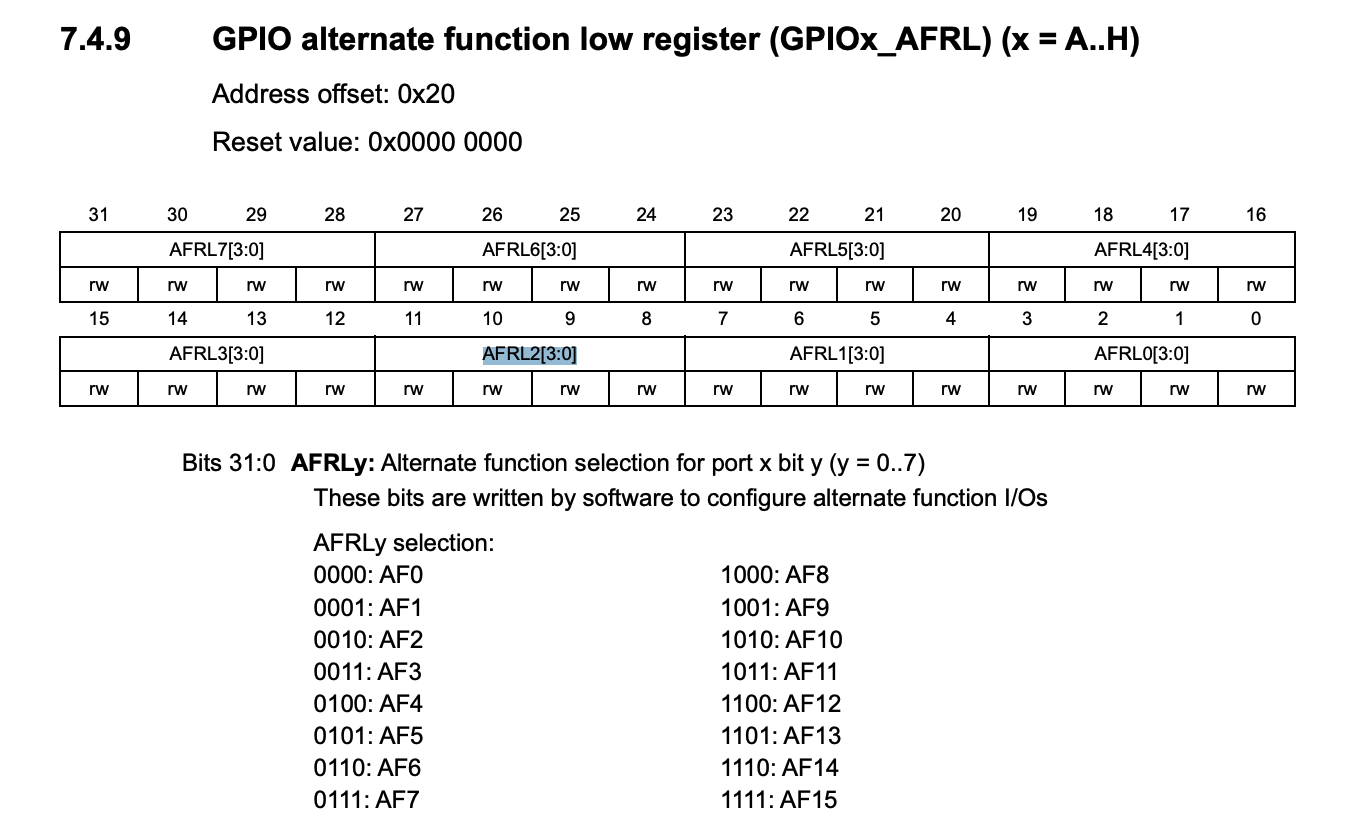 7.4.9 GPIO alternate function low register (GPIOx_AFRL) (x = A..H)
Address offset: 0x20
Reset value: 0x0000 0000
31 30 29 28 27 26 25 24 23 22 21 20 19 18 17 16
AFRL7[3:0] AFRL6[3:0] AFRL5[3:0] AFRL4[3:0]
rw rw rw rw rw rw rw rw rw rw rw rw rw rw rw rw
15 14 13 12 11 10 9 8 7 6 5 4 3 2 1 0
AFRL3[3:0] AFRL2[3:0] AFRL1[3:0] AFRL0[3:0]
rw rw rw rw rw rw rw rw rw rw rw rw rw rw rw rw
Bits 31:0 AFRLy: Alternate function selection for port x bit y (y = 0..7)
These bits are written by software to configure alternate function I/Os
AFRLy selection:
0000: AF0 1000: AF8
0001: AF1 1001: AF9
0010: AF2 1010: AF10
0011: AF3 1011: AF11
0100: AF4 1100: AF12
0101: AF5 1101: AF13
0110: AF6 1110: AF14
0111: AF7 1111: AF15